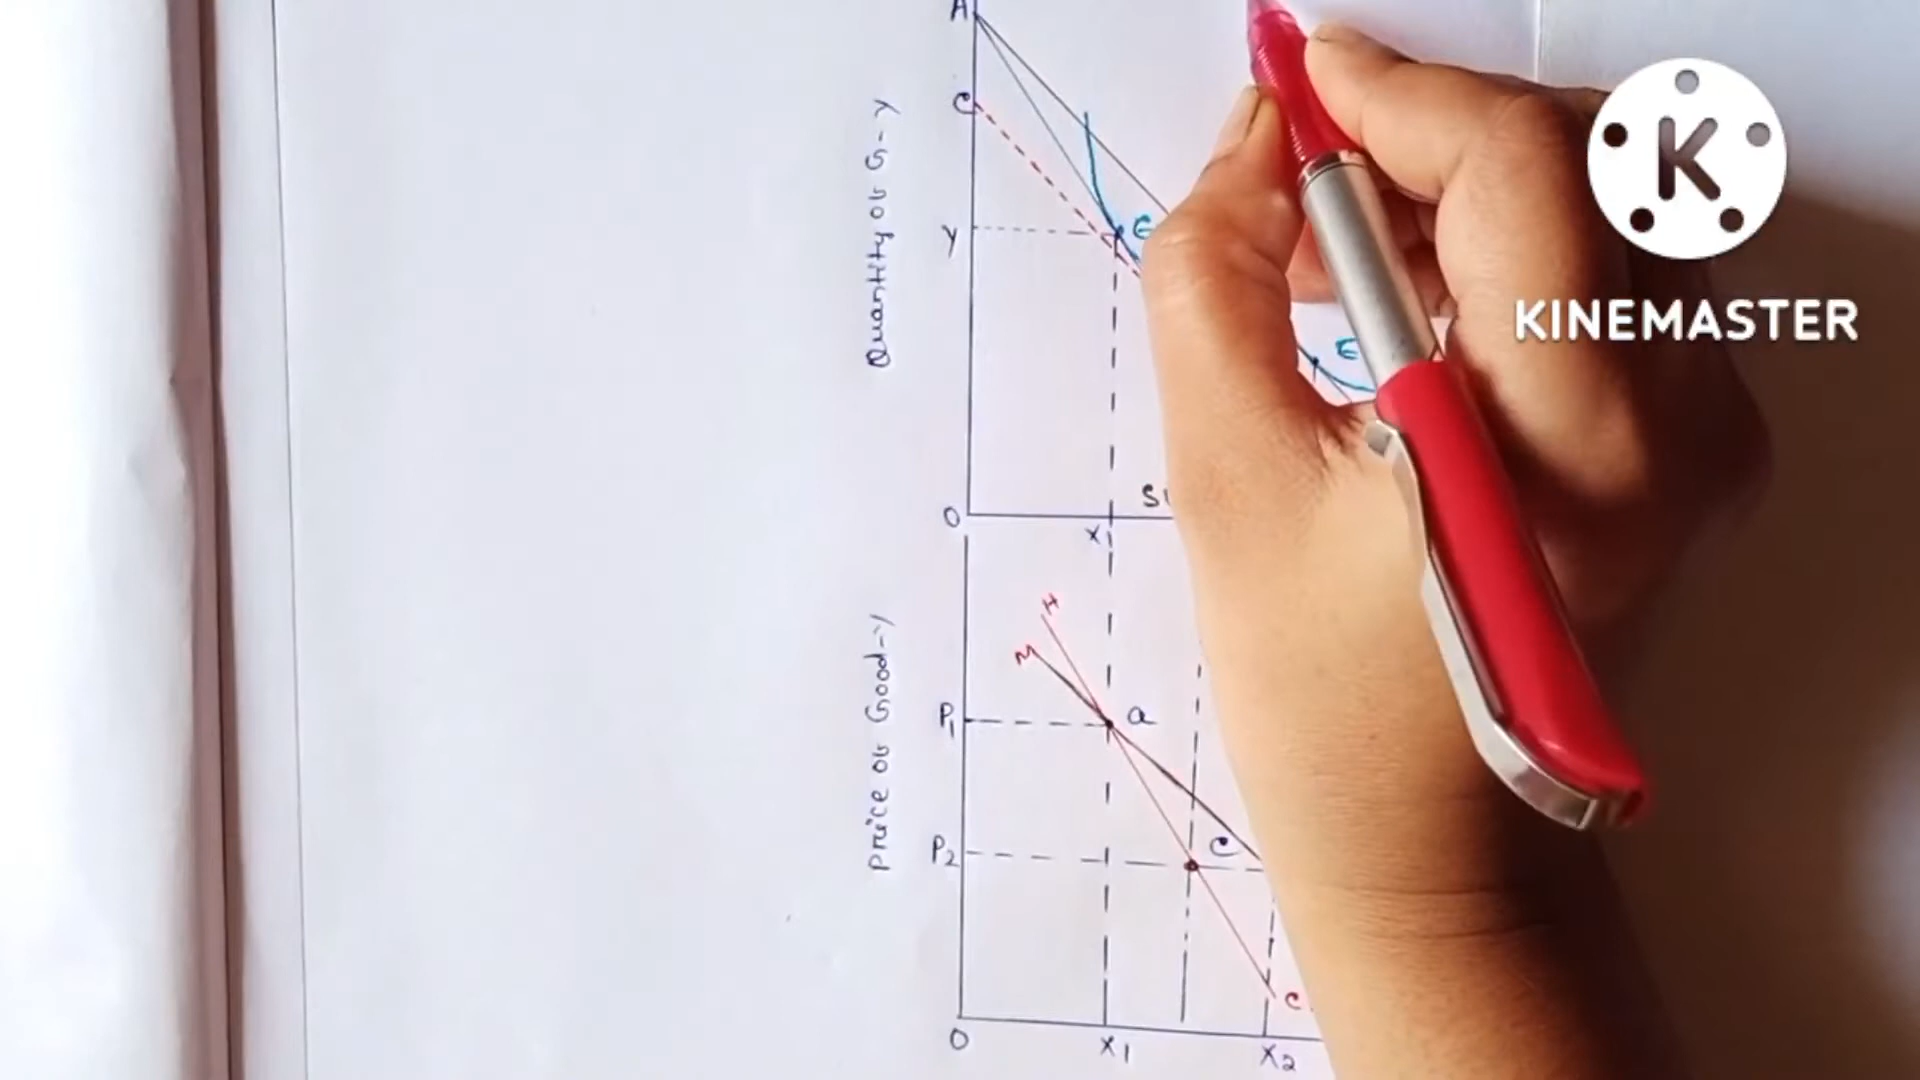 A
C
Quantity of G-y
Y
E
E
O
X1
S
H
M
Price of Good-y
P1
a
P2
e
c
O
X1
X2
K
KINEMASTER